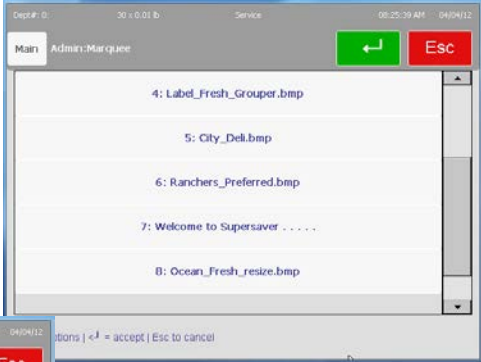 Dept#: 0: 30 x 0.01 lb Service 08:25:39 AM 04/04/12
Main Admin:Marquee Esc
4: Label_Fresh_Grouper.bmp
5: City_Deli.bmp
6: Ranchers_Preferred.bmp
7: Welcome to Supersaver . . . . .
8: Ocean_Fresh_resize.bmp
04/04/12
= accept | Esc to cancel
Esc